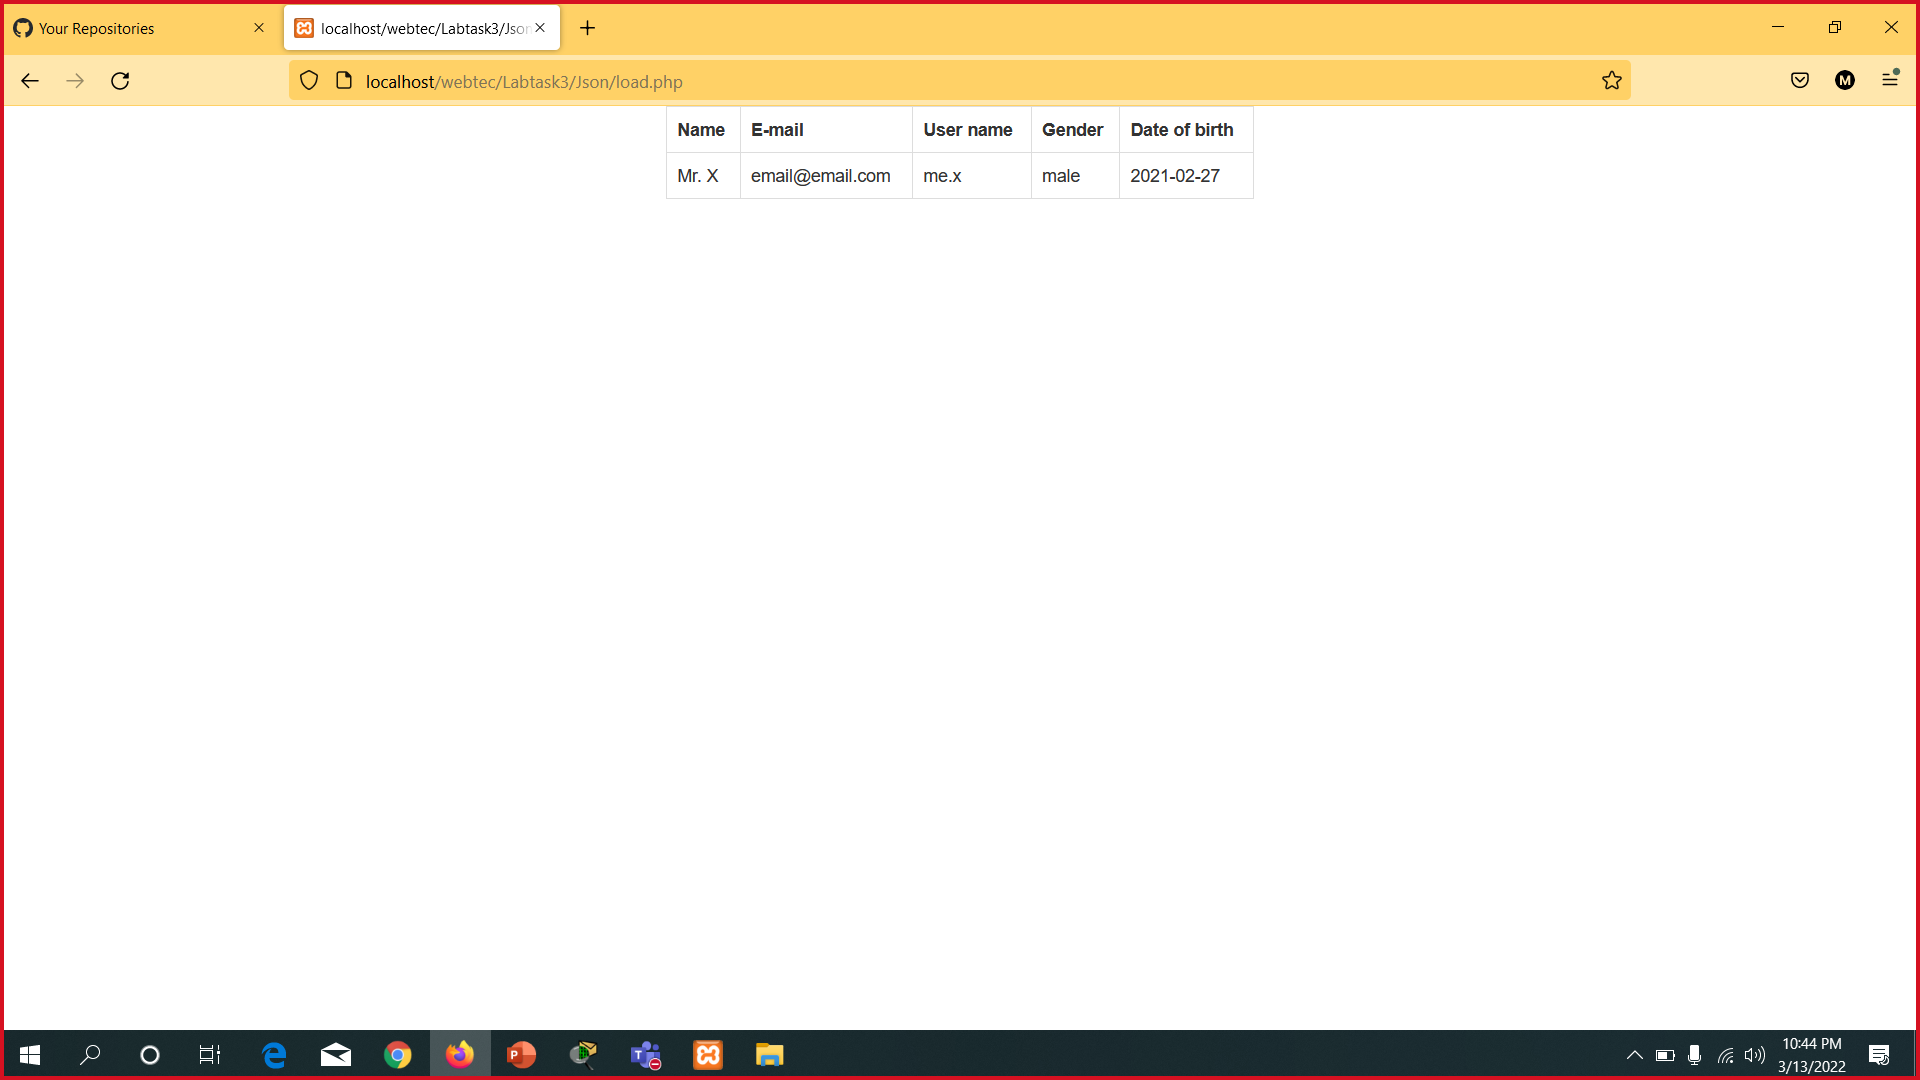 Your Repositories
localhost/webtec/Labtask3/Json
localhost/webtec/Labtask3/Json/load.php
M
Name E-mail User name Gender Date of birth
Mr. X email@email.com me.x male 2021-02-27
10:44 PM
3/13/2022